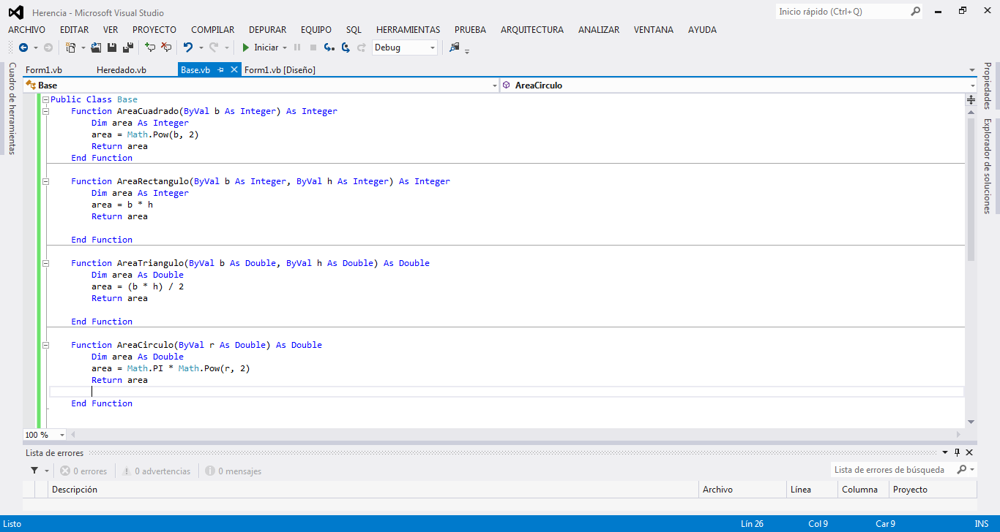 Herencia - Microsoft Visual Studio
Inicio rápido (Ctrl+Q)
ARCHIVO EDITAR VER PROYECTO COMPILAR DEPURAR EQUIPO SQL HERRAMIENTAS PRUEBA ARQUITECTURA ANALIZAR VENTANA AYUDA
Iniciar Debug
Form1.vb Heredado.vb Base.vb Form1.vb [Diseño]
Base AreaCirculo
Cuadro de herramientas
Propiedades
Explorador de soluciones
Public Class Base
Function AreaCuadrado(ByVal b As Integer) As Integer
Dim area As Integer
area = Math.Pow(b, 2)
Return area
End Function
Function AreaRectangulo(ByVal b As Integer, ByVal h As Integer) As Integer
Dim area As Integer
area = b * h
Return area
End Function
Function AreaTriangulo(ByVal b As Double, ByVal h As Double) As Double
Dim area As Double
area = (b * h) / 2
Return area
End Function
Function AreaCirculo(ByVal r As Double) As Double
Dim area As Double
area = Math.PI * Math.Pow(r, 2)
Return area
End Function
100 %
Lista de errores
0 errores 0 advertencias 0 mensajes
Lista de errores de búsqueda
Descripción Archivo Línea Columna Proyecto
Listo Lín 26 Col 9 Car 9 INS